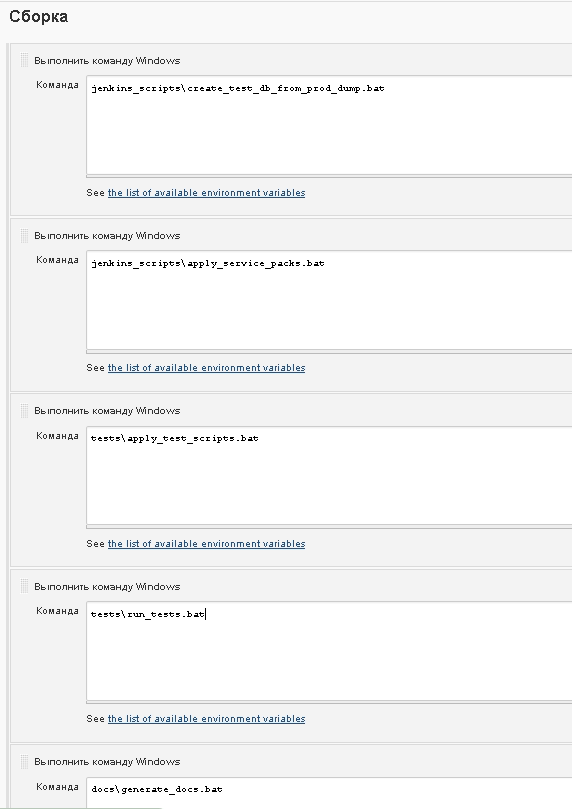 Сборка
Выполнить команду Windows
Команда
jenkins_scripts\create_test_db_from_prod_dump.bat
See the list of available environment variables
Выполнить команду Windows
Команда
jenkins_scripts\apply_service_packs.bat
See the list of available environment variables
Выполнить команду Windows
Команда
tests\apply_test_scripts.bat
See the list of available environment variables
Выполнить команду Windows
Команда
tests\run_tests.bat
See the list of available environment variables
Выполнить команду Windows
Команда
docs\generate_docs.bat